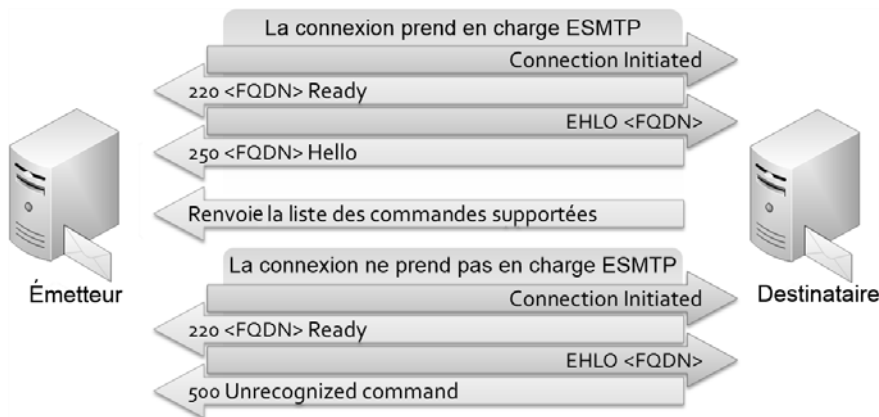 La connexion prend en charge ESMTP
Connection Initiated
220 <FQDN> Ready
EHLO <FQDN>
250 <FQDN> Hello
Renvoie la liste des commandes supportées
La connexion ne prend pas en charge ESMTP
Émetteur
Destinataire
Connection Initiated
220 <FQDN> Ready
EHLO <FQDN>
500 Unrecognized command